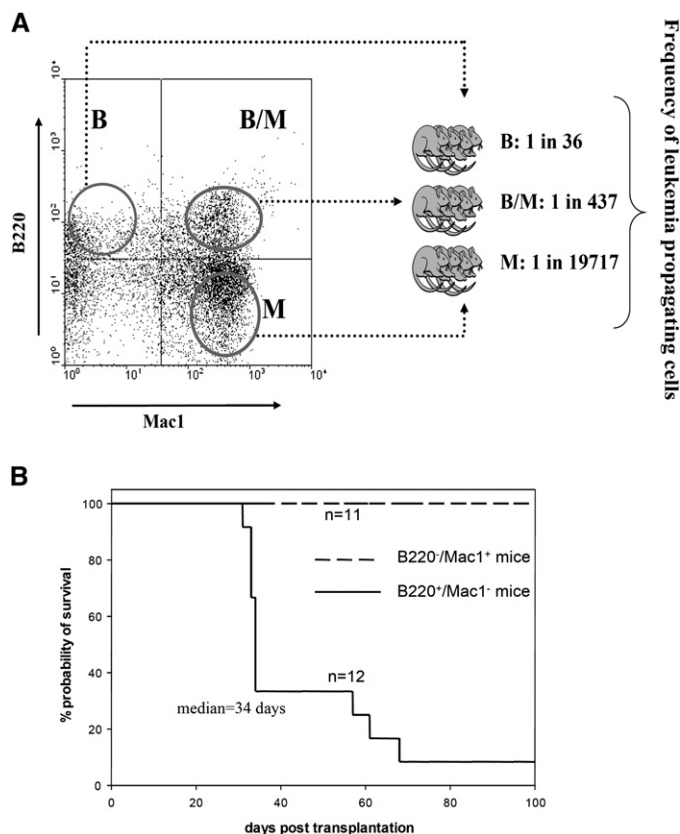 A
B
B/M
M
B220
10⁰
10¹
10²
10³
10⁴
10⁰
10¹
10²
10³
10⁴
Mac1
B: 1 in 36
B/M: 1 in 437
M: 1 in 19717
Frequency of leukemia propagating cells
B
100
80
60
40
20
0
% probability of survival
n=11
B220⁻/Mac1⁺ mice
B220⁺/Mac1⁻ mice
n=12
median=34 days
0
20
40
60
80
100
days post transplantation